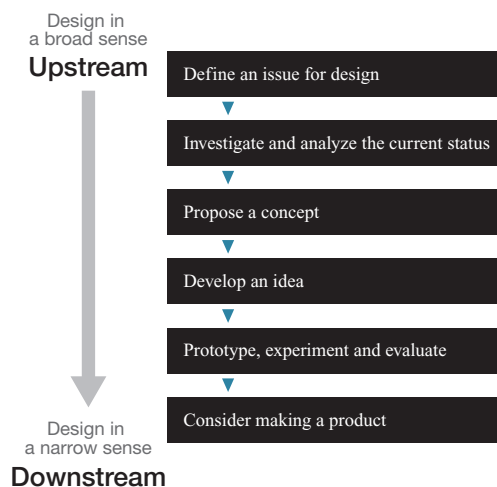 Design in
a broad sense
Upstream
Define an issue for design
Investigate and analyze the current status
Propose a concept
Develop an idea
Prototype, experiment and evaluate
Consider making a product
Design in
a narrow sense
Downstream